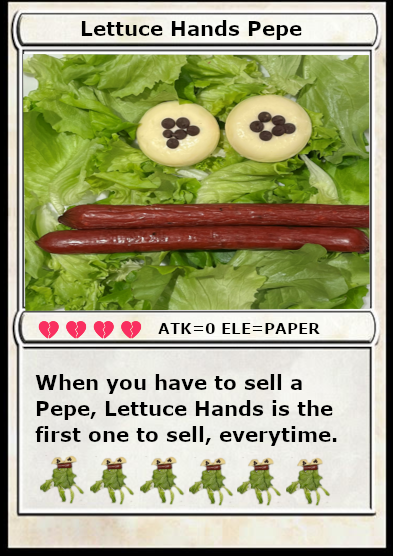 Lettuce Hands Pepe
ATK=0 ELE=PAPER
When you have to sell a
Pepe, Lettuce Hands is the
first one to sell, everytime.